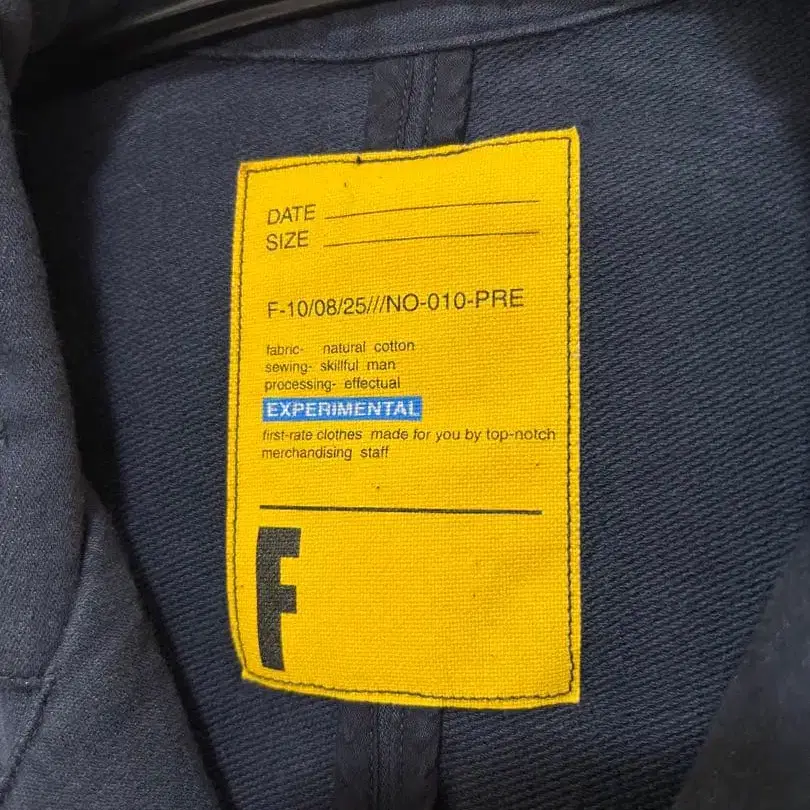 DATE
SIZE
F-10/08/25///NO-010-PRE
fabric- natural cotton
sewing- skillful man
processing- effectual
EXPERIMENTAL
first-rate clothes made for you by top-notch
merchandising staff
F